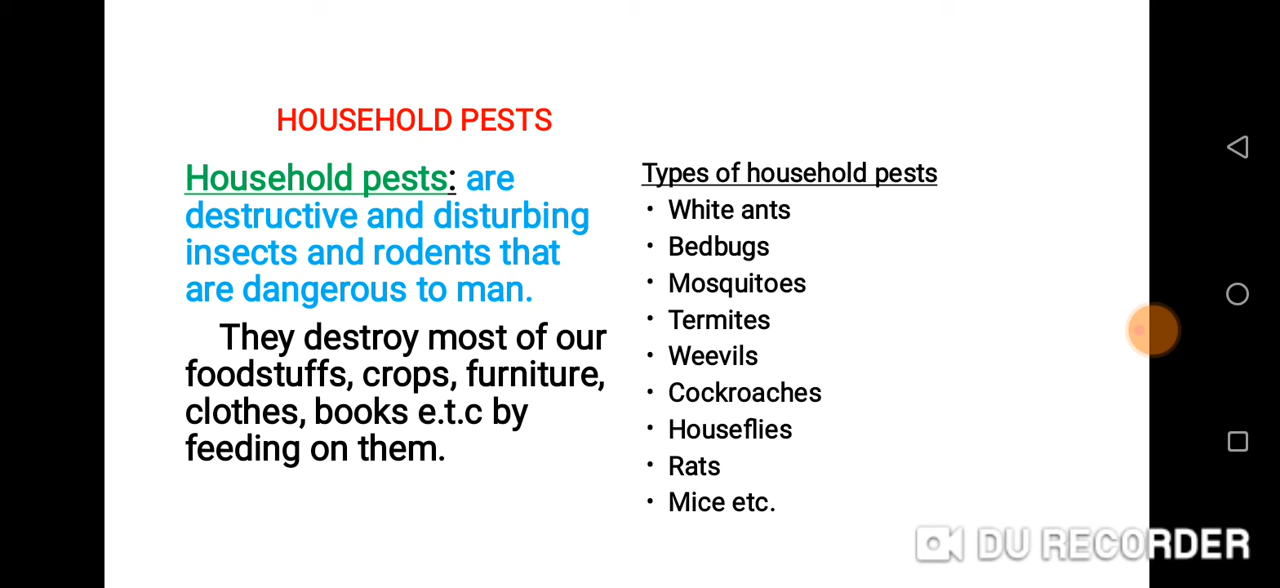 HOUSEHOLD PESTS
Household pests: are
destructive and disturbing
insects and rodents that
are dangerous to man.
They destroy most of our
foodstuffs, crops, furniture,
clothes, books e.t.c by
feeding on them.
Types of household pests
• White ants
• Bedbugs
• Mosquitoes
• Termites
• Weevils
• Cockroaches
• Houseflies
• Rats
• Mice etc.
DU RECORDER